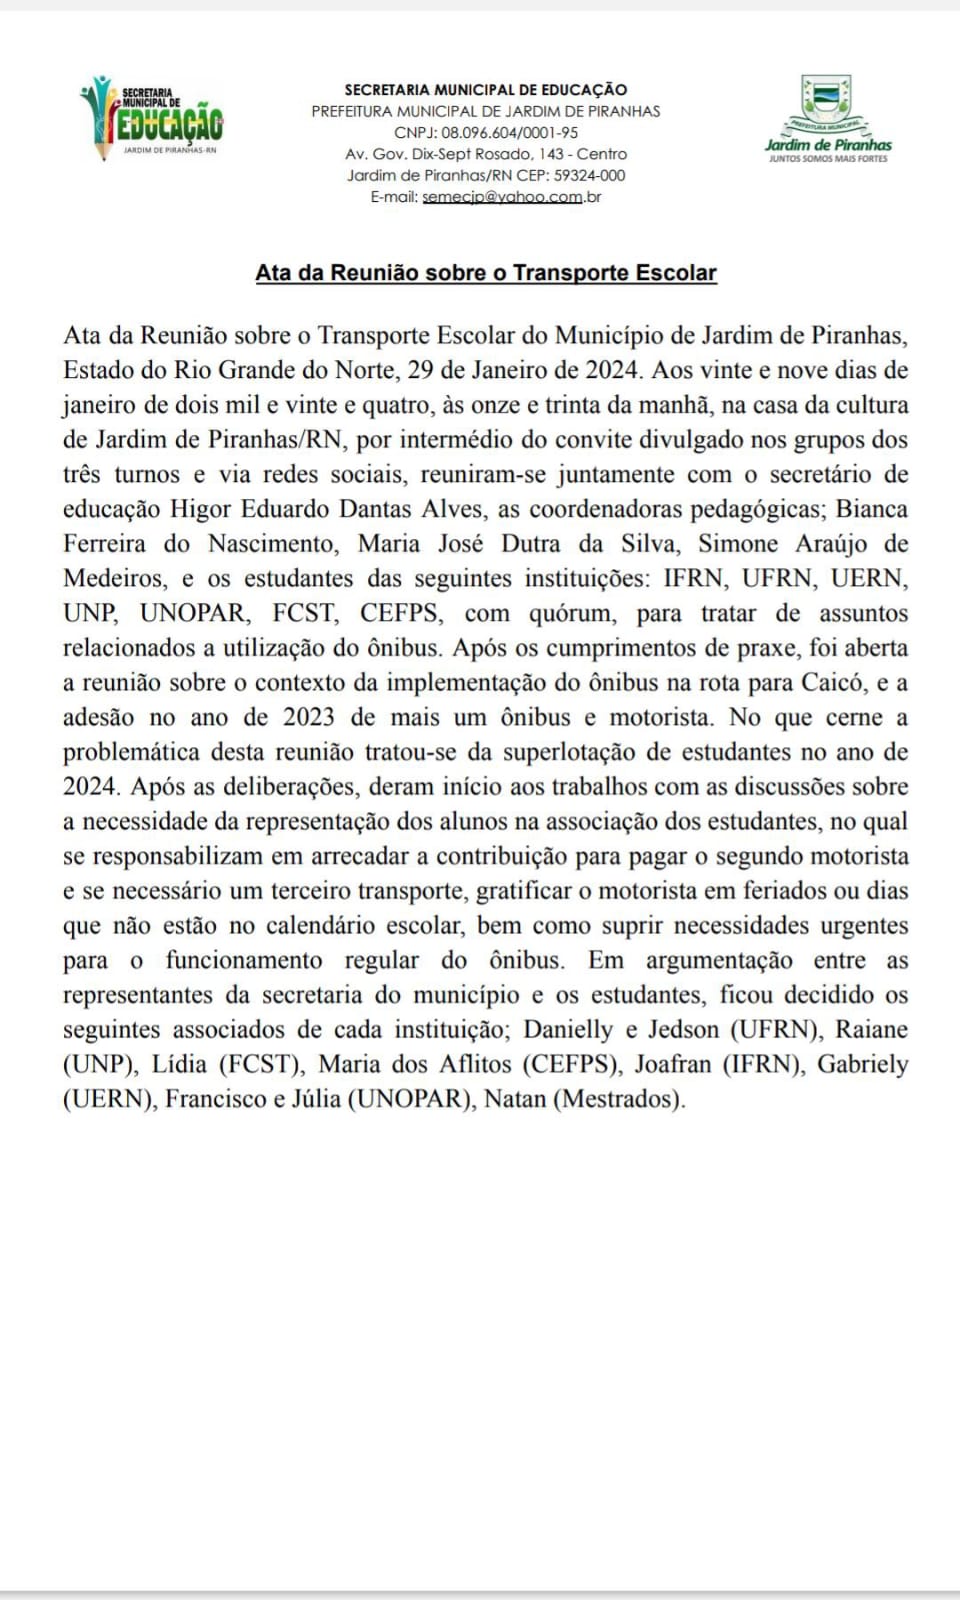 SECRETARIA
MUNICIPAL DE
EDUCAÇÃO
JARDIM DE PIRANHAS-RN
SECRETARIA MUNICIPAL DE EDUCAÇÃO
PREFEITURA MUNICIPAL DE JARDIM DE PIRANHAS
CNPJ: 08.096.604/0001-95
Av. Gov. Dix-Sept Rosado, 143 - Centro
Jardim de Piranhas/RN CEP: 59324-000
E-mail: semecjp@yahoo.com.br
PREFEITURA MUNICIPAL
Jardim de Piranhas
JUNTOS SOMOS MAIS FORTES
Ata da Reunião sobre o Transporte Escolar
Ata da Reunião sobre o Transporte Escolar do Município de Jardim de Piranhas,
Estado do Rio Grande do Norte, 29 de Janeiro de 2024. Aos vinte e nove dias de
janeiro de dois mil e vinte e quatro, às onze e trinta da manhã, na casa da cultura
de Jardim de Piranhas/RN, por intermédio do convite divulgado nos grupos dos
três turnos e via redes sociais, reuniram-se juntamente com o secretário de
educação Higor Eduardo Dantas Alves, as coordenadoras pedagógicas; Bianca
Ferreira do Nascimento, Maria José Dutra da Silva, Simone Araújo de
Medeiros, e os estudantes das seguintes instituições: IFRN, UFRN, UERN,
UNP, UNOPAR, FCST, CEFPS, com quórum, para tratar de assuntos
relacionados a utilização do ônibus. Após os cumprimentos de praxe, foi aberta
a reunião sobre o contexto da implementação do ônibus na rota para Caicó, e a
adesão no ano de 2023 de mais um ônibus e motorista. No que cerne a
problemática desta reunião tratou-se da superlotação de estudantes no ano de
2024. Após as deliberações, deram início aos trabalhos com as discussões sobre
a necessidade da representação dos alunos na associação dos estudantes, no qual
se responsabilizam em arrecadar a contribuição para pagar o segundo motorista
e se necessário um terceiro transporte, gratificar o motorista em feriados ou dias
que não estão no calendário escolar, bem como suprir necessidades urgentes
para o funcionamento regular do ônibus. Em argumentação entre as
representantes da secretaria do município e os estudantes, ficou decidido os
seguintes associados de cada instituição; Danielly e Jedson (UFRN), Raiane
(UNP), Lídia (FCST), Maria dos Aflitos (CEFPS), Joafran (IFRN), Gabriely
(UERN), Francisco e Júlia (UNOPAR), Natan (Mestrados).